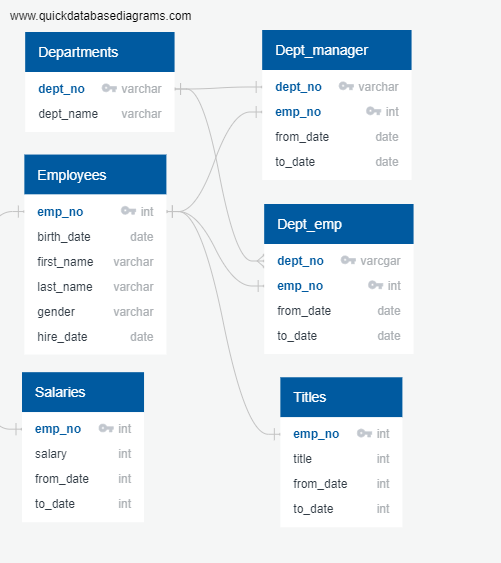 www.quickdatabasediagrams.com
Departments
dept_no varchar
dept_name varchar
Employees
emp_no int
birth_date date
first_name varchar
last_name varchar
gender varchar
hire_date date
Salaries
emp_no int
salary int
from_date int
to_date int
Dept_manager
dept_no varchar
emp_no int
from_date date
to_date date
Dept_emp
dept_no varcgar
emp_no int
from_date date
to_date date
Titles
emp_no int
title int
from_date int
to_date int